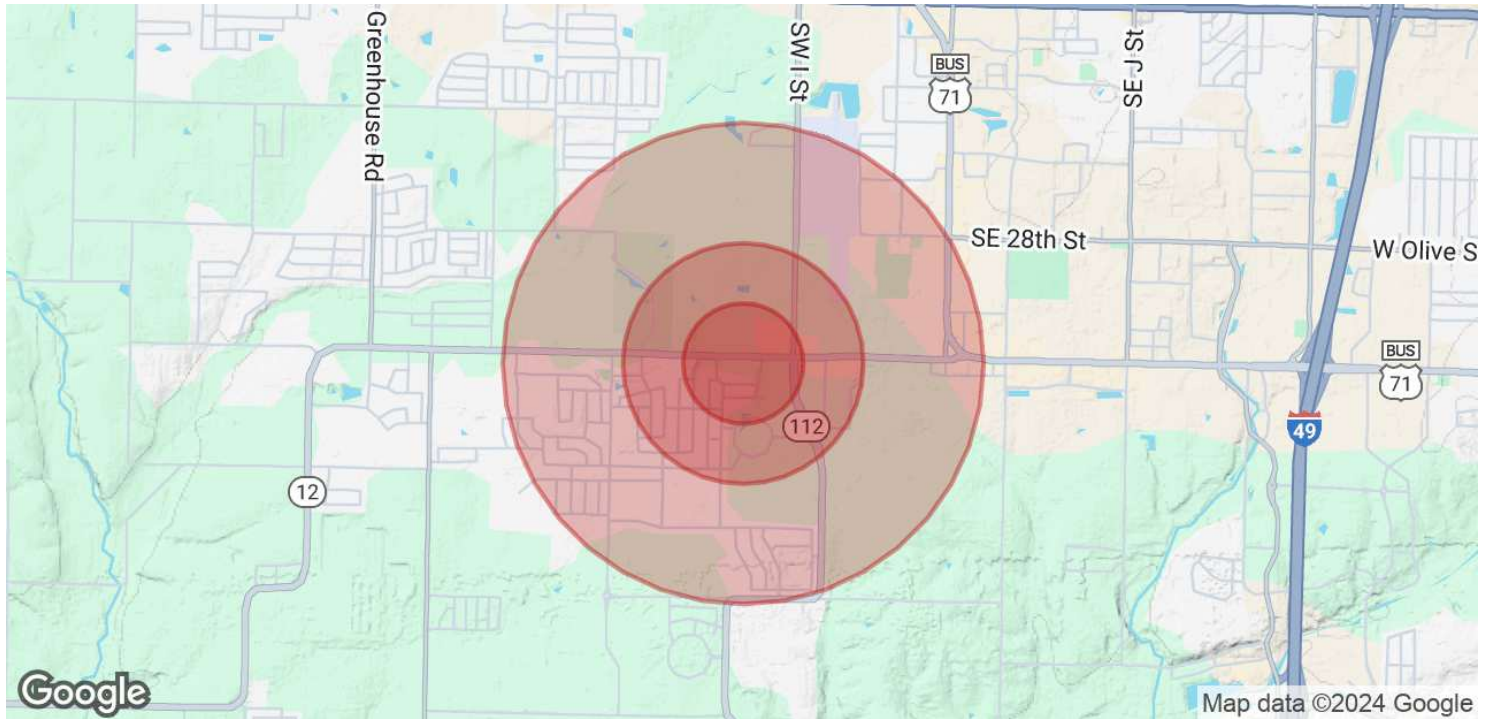 Greenhouse Rd
SW I St
BUS
71
SE J St
SE 28th St
W Olive S
BUS
71
112
49
12
Google
Map data ©2024 Google